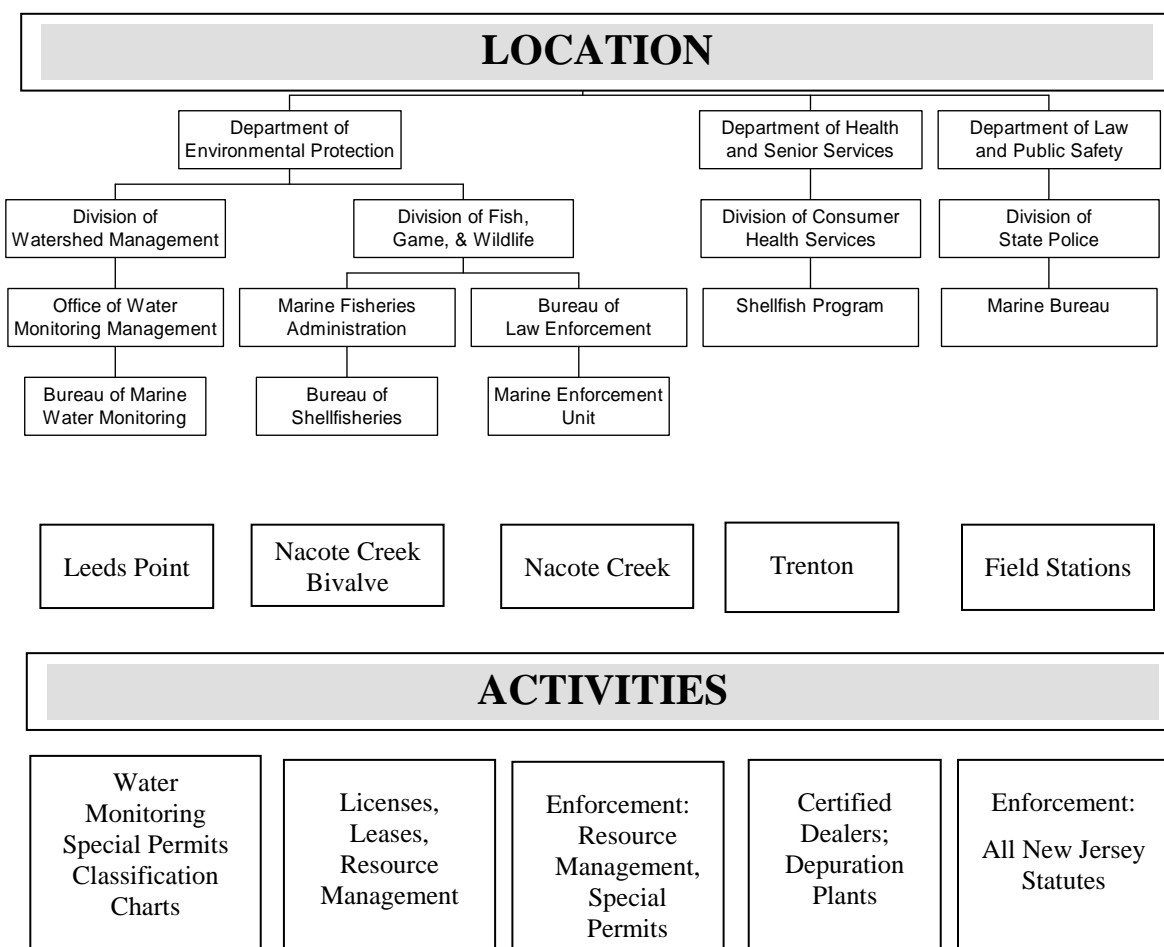 LOCATION
Department of
Environmental Protection
Department of Health
and Senior Services
Department of Law
and Public Safety
Division of
Watershed Management
Division of Fish,
Game, & Wildlife
Division of Consumer
Health Services
Division of
State Police
Office of Water
Monitoring Management
Marine Fisheries
Administration
Bureau of
Law Enforcement
Shellfish Program
Marine Bureau
Bureau of Marine
Water Monitoring
Bureau of
Shellfisheries
Marine Enforcement
Unit
Leeds Point
Nacote Creek
Bivalve
Nacote Creek
Trenton
Field Stations
ACTIVITIES
Water
Monitoring
Special Permits
Classification
Charts
Licenses,
Leases,
Resource
Management
Enforcement:
Resource
Management,
Special
Permits
Certified
Dealers;
Depuration
Plants
Enforcement:
All New Jersey
Statutes